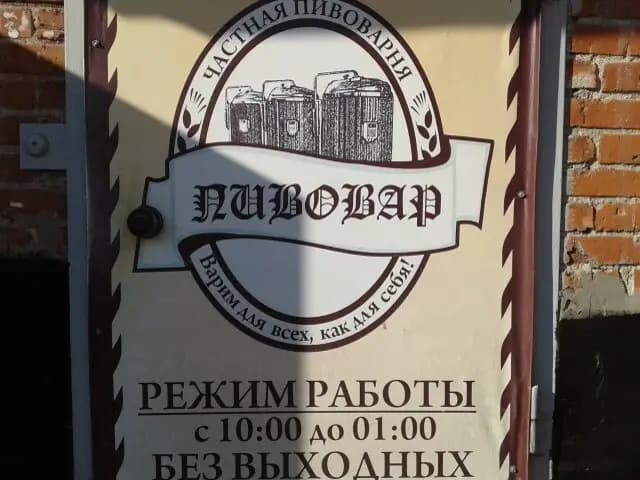 ЧАСТНАЯ ПИВОВАРНЯ
ПИВОВАР
Варим для всех, как для себя!
РЕЖИМ РАБОТЫ
с 10:00 до 01:00
БЕЗ ВЫХОДНЫХ